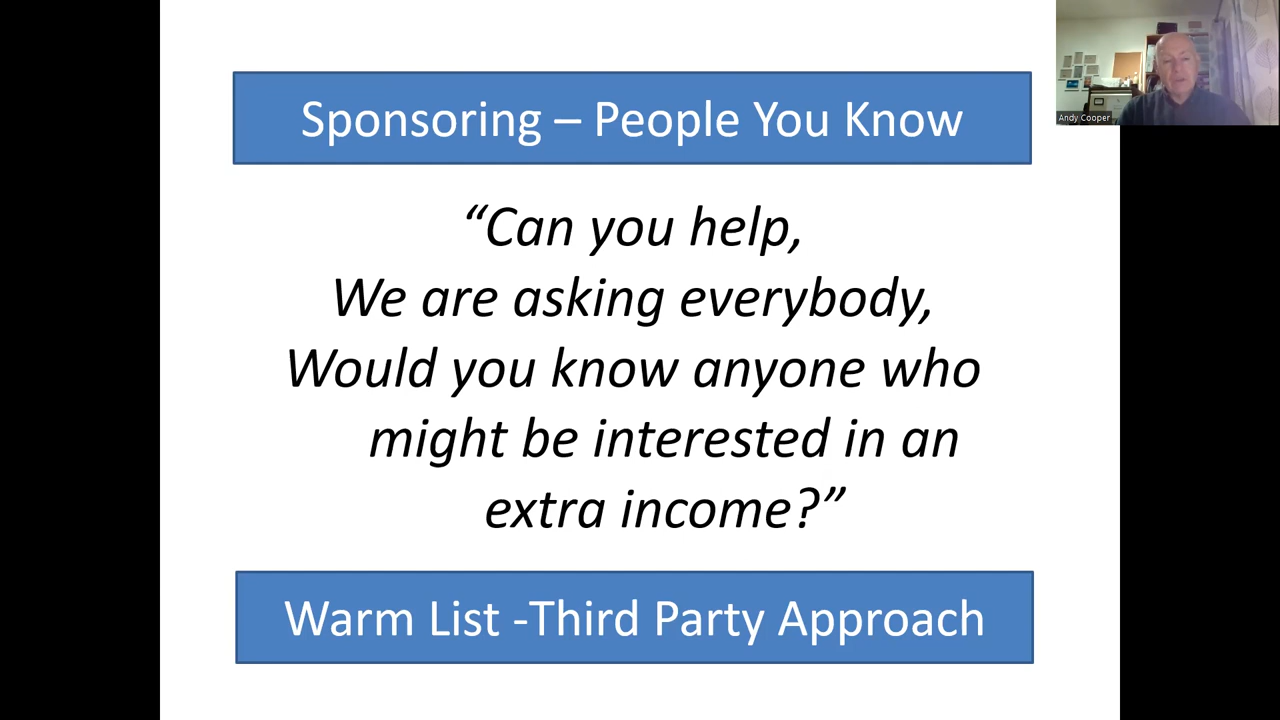 Sponsoring – People You Know
“Can you help,
We are asking everybody,
Would you know anyone who
might be interested in an
extra income?”
Warm List -Third Party Approach
Andy Cooper